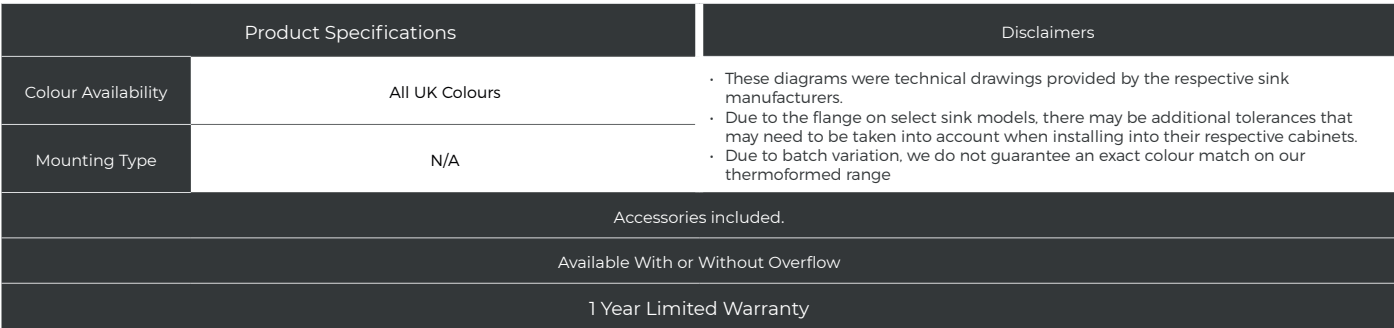 Product Specifications
Disclaimers
Colour Availability
All UK Colours
Mounting Type
N/A
• These diagrams were technical drawings provided by the respective sink
manufacturers.
• Due to the flange on select sink models, there may be additional tolerances that
may need to be taken into account when installing into their respective cabinets.
• Due to batch variation, we do not guarantee an exact colour match on our
thermoformed range
Accessories included.
Available With or Without Overflow
1 Year Limited Warranty